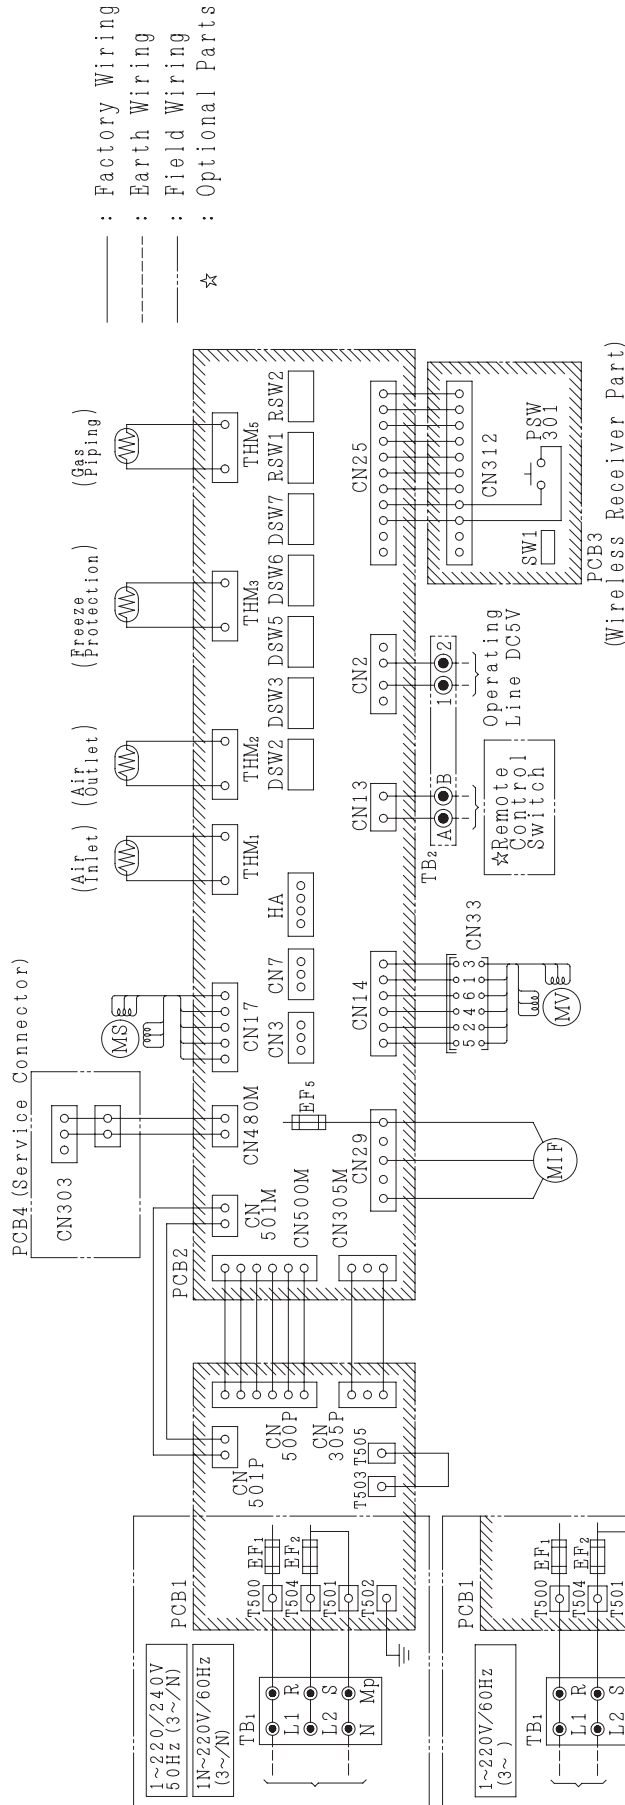 : Factory Wiring
: Earth Wiring
: Field Wiring
☆ : Optional Parts
PCB4 (Service Connector)
CN303
(Air
Inlet)
(Air
Outlet)
(Freeze
Protection)
(Gas
Piping)
MS
CN
501M
CN480M
CN17
THM1
THM2
THM3
THM5
PCB2
CN500M
CN305M
EF5
CN3
CN7
HA
DSW2
DSW3
DSW5
DSW6
DSW7
RSW1
RSW2
CN29
CN14
CN13
CN2
CN25
MIF
5 2 4 6 1 3
CN33
MV
TB2
A B
1 2
☆Remote
Control
Switch
Operating
Line DC5V
CN312
SW1
PSW
301
PCB3
(Wireless Receiver Part)
1~220/240V
50Hz (3~/N)
1N~220V/60Hz
(3~/N)
PCB1
CN
501P
CN
500P
CN
305P
T503
T505
T500
EF1
T504
EF2
T501
T502
TB1
L1 R
L2 S
N Mp
1~220V/60Hz
(3~)
PCB1
T500
EF1
T504
EF2
T501
TB1
L1 R
L2 S